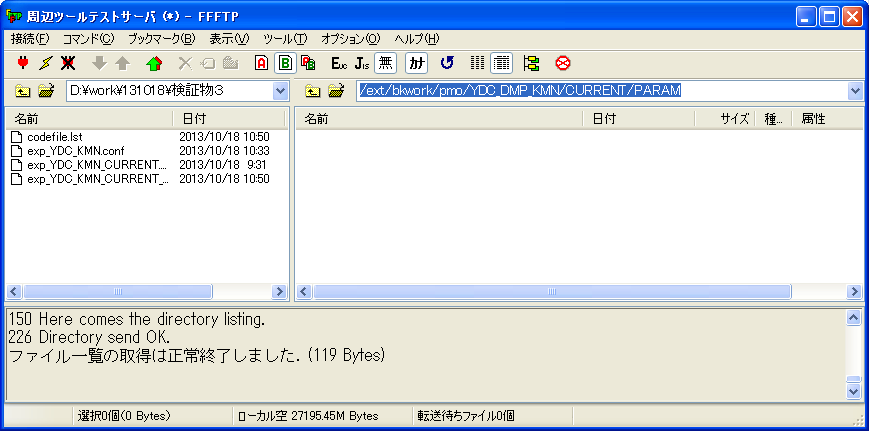 周辺ツールテストサーバ (*) - FFFTP
接続(F) コマンド(C) ブックマーク(B) 表示(V) ツール(T) オプション(O) ヘルプ(H)
A B EUC JIS 無 カナ
D:¥work¥131018¥検証物3 /ext/bkwork/pmo/YDC_DMP_KMN/CURRENT/PARAM
名前 日付 名前 日付 サイズ 種... 属性
codefile.lst 2013/10/18 10:50
exp_YDC_KMN.conf 2013/10/18 10:33
exp_YDC_KMN_CURRENT.... 2013/10/18 9:31
exp_YDC_KMN_CURRENT_... 2013/10/18 10:50
150 Here comes the directory listing.
226 Directory send OK.
ファイル一覧の取得は正常終了しました. (119 Bytes)
選択0個(0 Bytes) ローカル空 27195.45M Bytes 転送待ちファイル0個